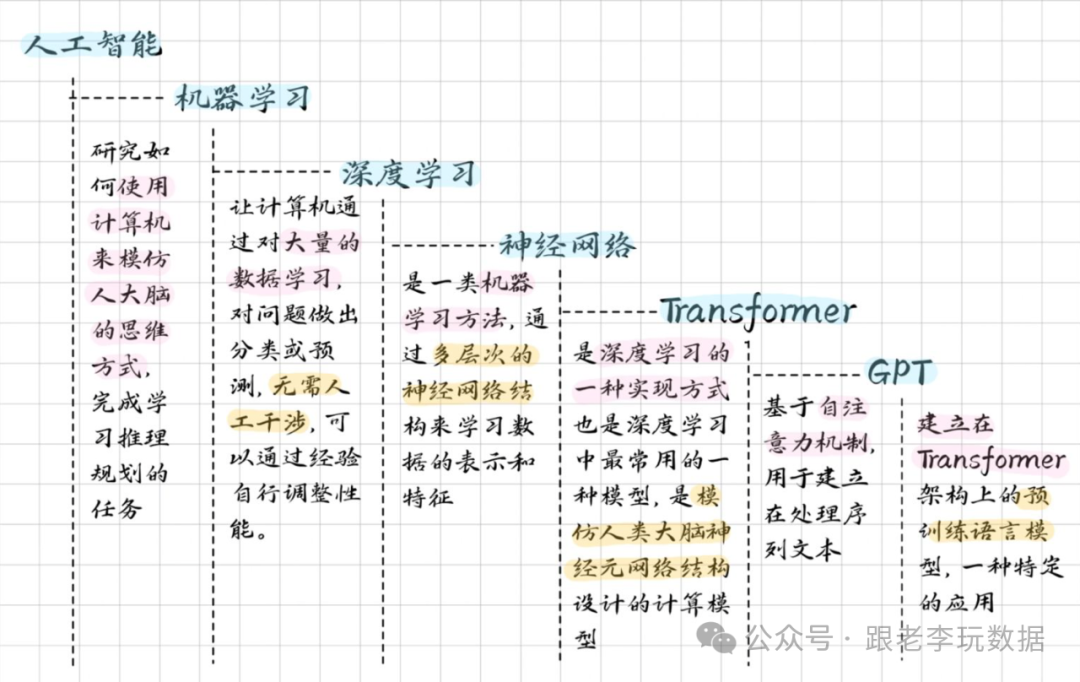 人工智能
机器学习
研究如
何使用
计算机
来模仿
人大脑
的思维
方式，
完成学
习推理
规划的
任务
深度学习
让计算机通
过对大量的
数据学习，
对问题做出
分类或预
测，无需人
工干涉，可
以通过经验
自行调整性
能。
神经网络
是一类机器
学习方法，通
过多层次的
神经网络结
构来学习数
据的表示和
特征
Transformer
是深度学习的
一种实现方式
也是深度学习
中最常用的一
种模型，是模
仿人类大脑神
经元网络结构
设计的计算模
型
GPT
基于自注
意力机制，
用于建立
在处理序
列文本
建立在
Transformer
架构上的预
训练语言模
型，一种特定
的应用
公众号·跟老李玩数据